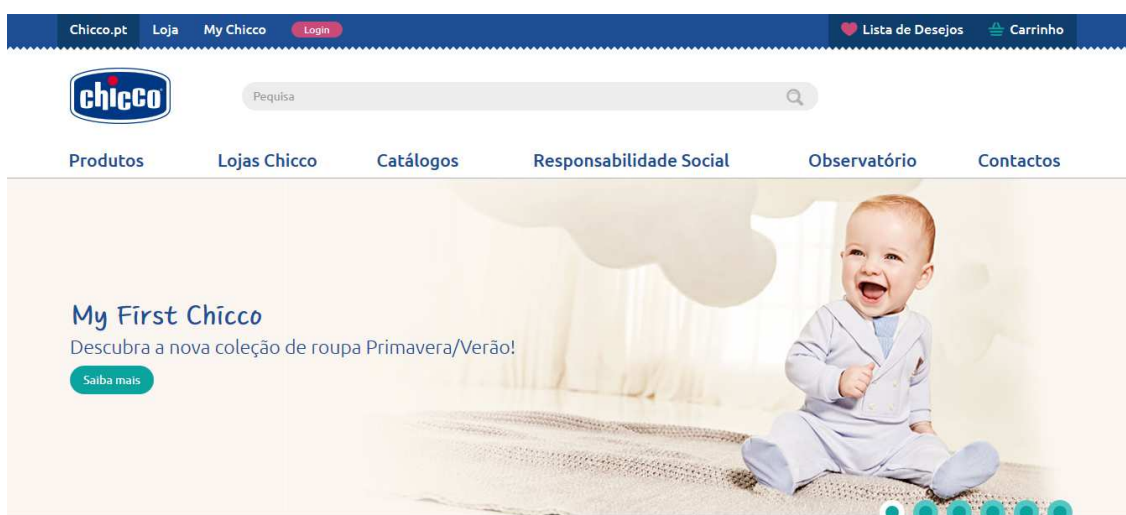 Chicco.pt Loja My Chicco Login Lista de Desejos Carrinho
chicco
Pequisa
Produtos Lojas Chicco Catálogos Responsabilidade Social Observatório Contactos
My First Chicco
Descubra a nova coleção de roupa Primavera/Verão!
Saiba mais